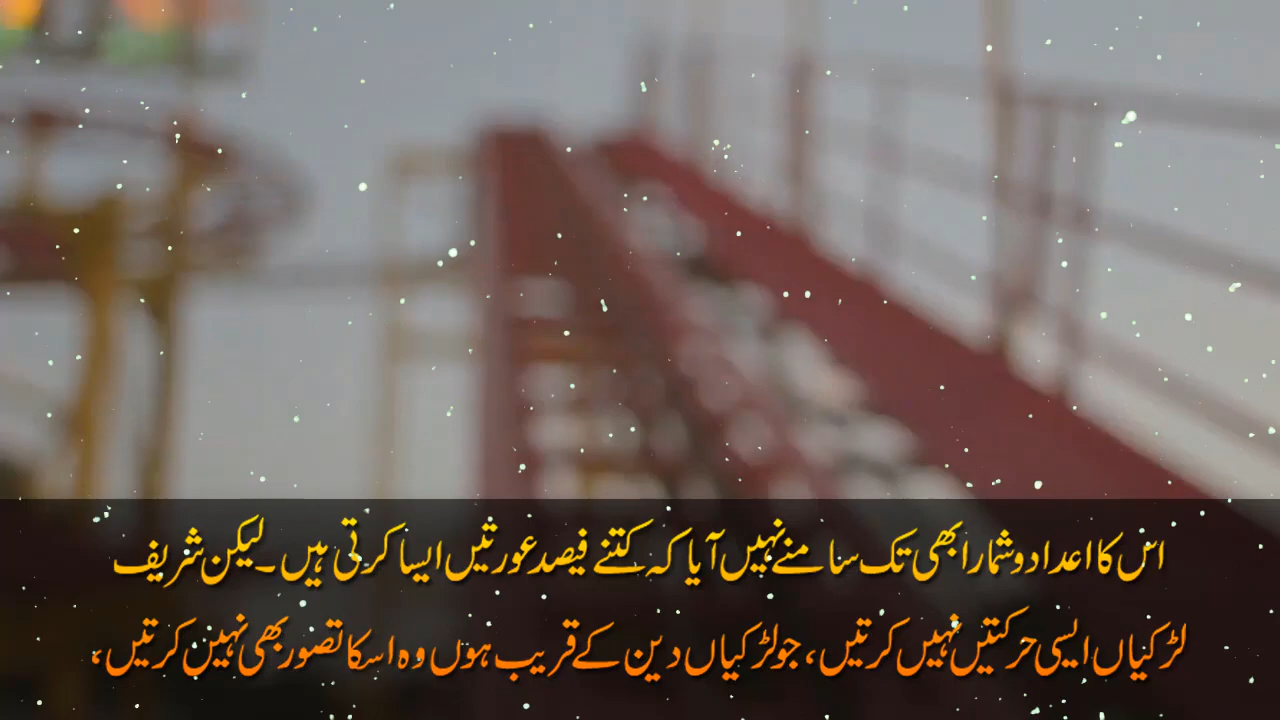 اس کا اعداد و شمار ابھی تک سامنے نہیں آیا کہ کتنے فیصد عورتیں ایسا کرتی ہیں۔ لیکن شریف
لڑکیاں ایسی حرکتیں نہیں کرتیں، جو لڑکیاں دین کے قریب ہوں وہ اسکا تصور بھی نہیں کرتیں،